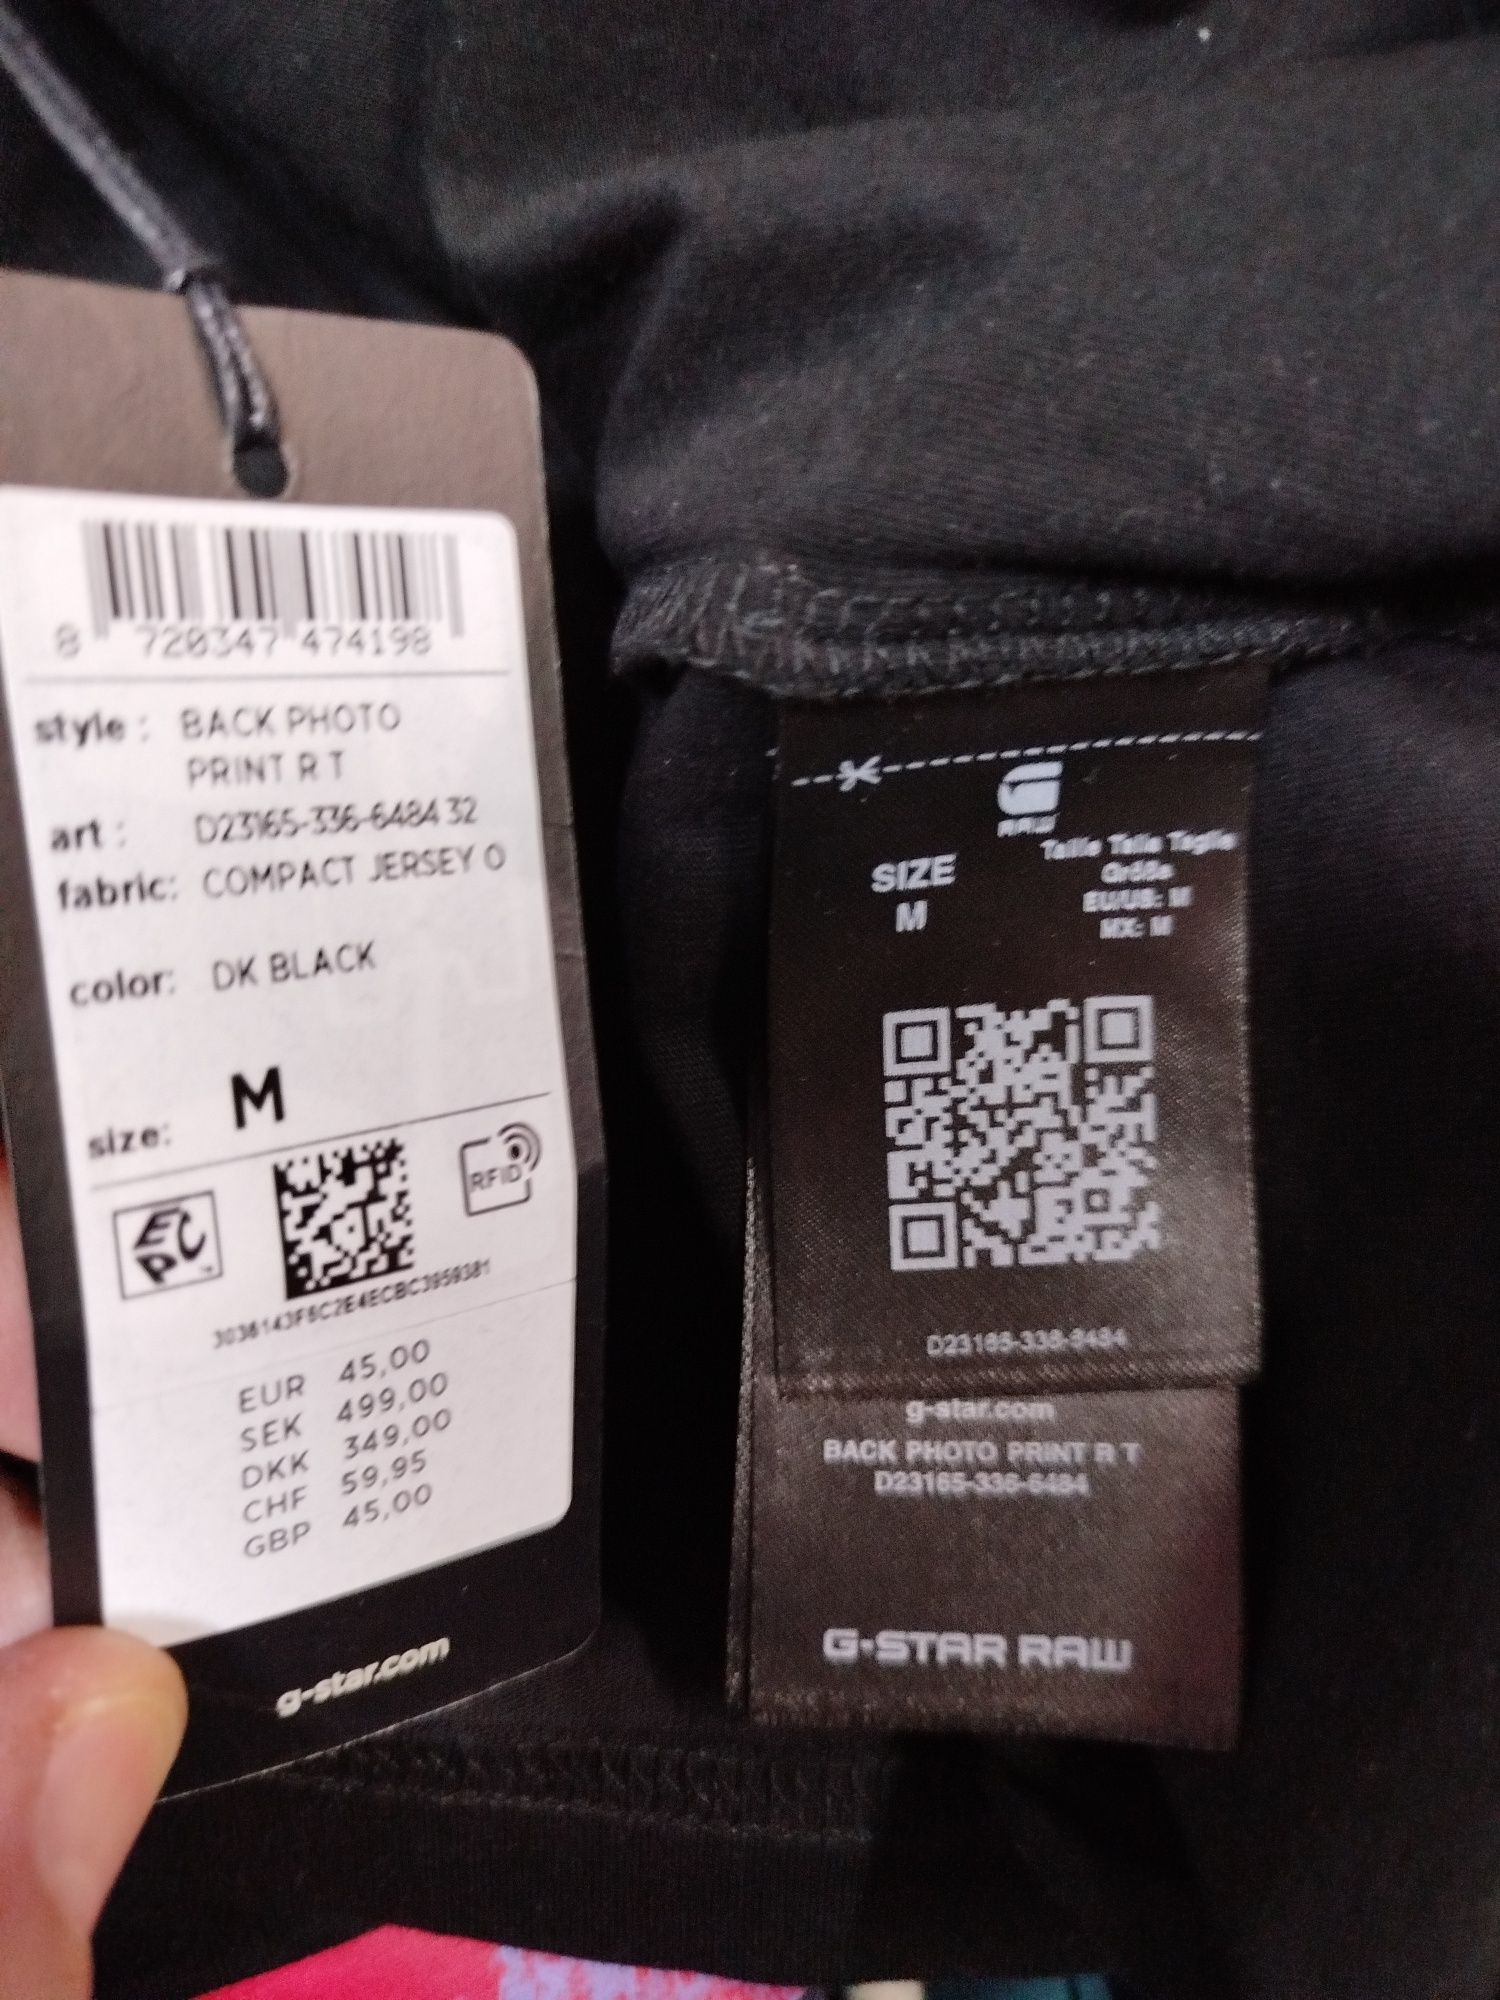 8 720347 474198
style : BACK PHOTO
PRINT R T
art : D23165-336-6484 32
fabric: COMPACT JERSEY O
color: DK BLACK
size: M
EPC
RFID
3036143F6C2E4ECBC3959381
EUR 45,00
SEK 499,00
DKK 349,00
CHF 59,95
GBP 45,00
g-star.com
RAW
SIZE
M
Taille Talla Taglia
Größe
EU/US: M
MX: M
D23165-336-6484
g-star.com
BACK PHOTO PRINT R T
D23165-336-6484
G-STAR RAW